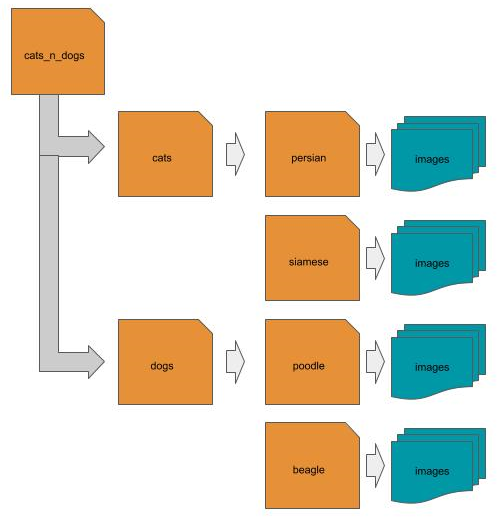 cats_n_dogs
cats
persian
images
siamese
images
dogs
poodle
images
beagle
images